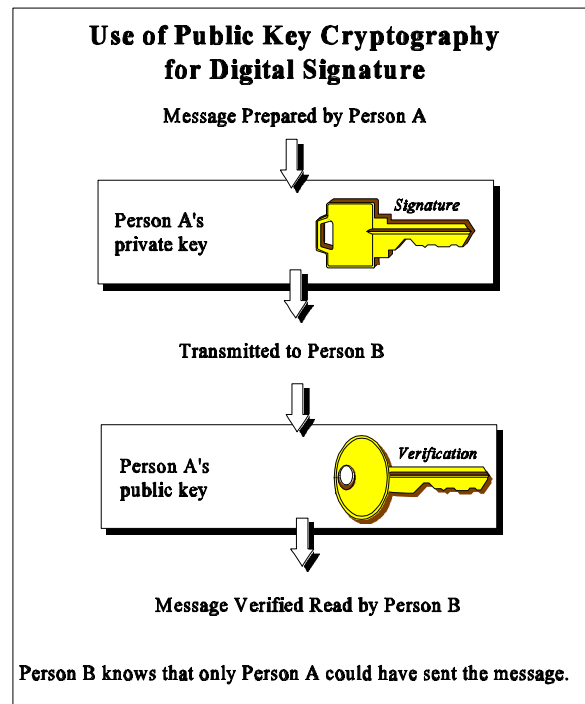 Use of Public Key Cryptography
for Digital Signature
Message Prepared by Person A
Signature
Person A's
private key
Transmitted to Person B
Verification
Person A's
public key
Message Verified Read by Person B
Person B knows that only Person A could have sent the message.